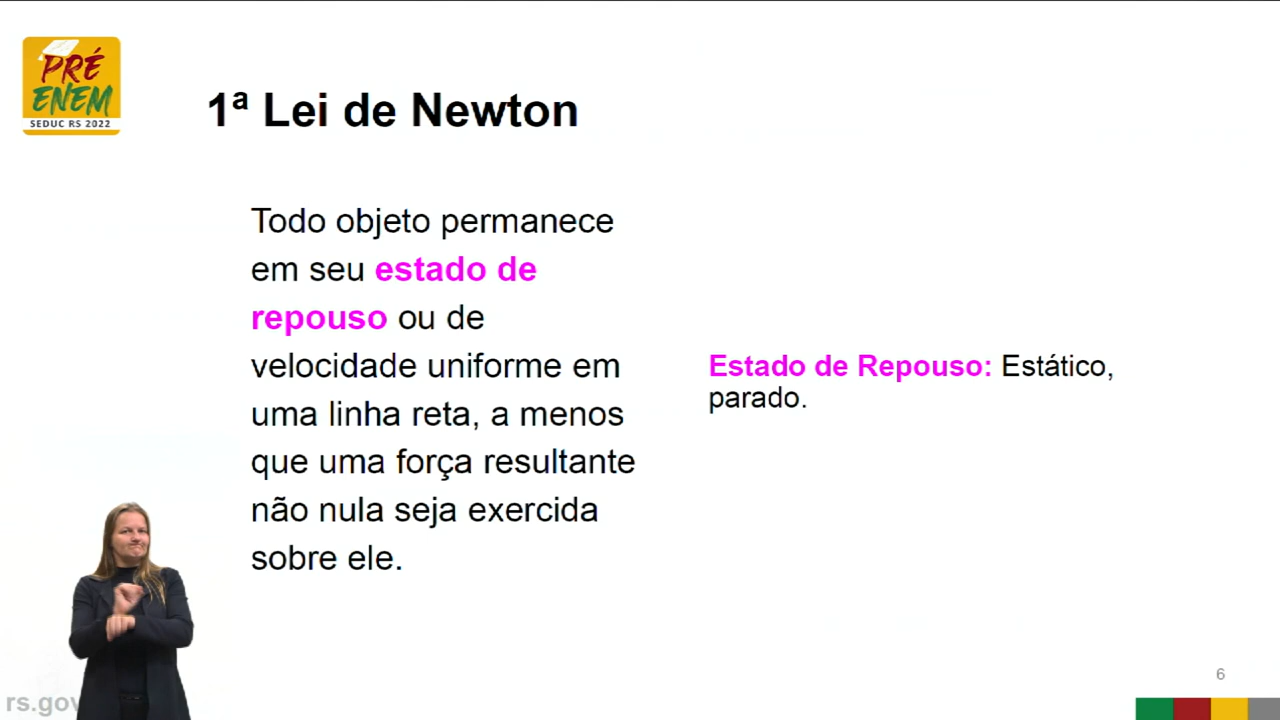 PRÉ
ENEM
SEDUC RS 2022
1ª Lei de Newton
Todo objeto permanece
em seu estado de
repouso ou de
velocidade uniforme em
uma linha reta, a menos
que uma força resultante
não nula seja exercida
sobre ele.
Estado de Repouso: Estático,
parado.
6
rs.gov